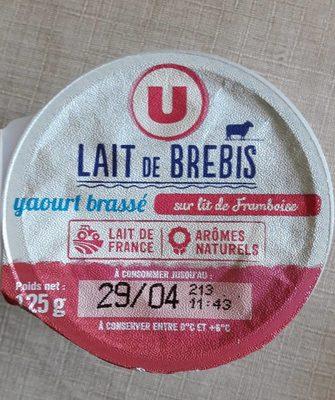 U
LAIT DE BREBIS
yaourt brassé sur lit de Framboise
LAIT DE FRANCE
ARÔMES NATURELS
À CONSOMMER JUSQU'AU :
Poids net :
125 g
29/04 213
11:43
À CONSERVER ENTRE 0°C ET +6°C